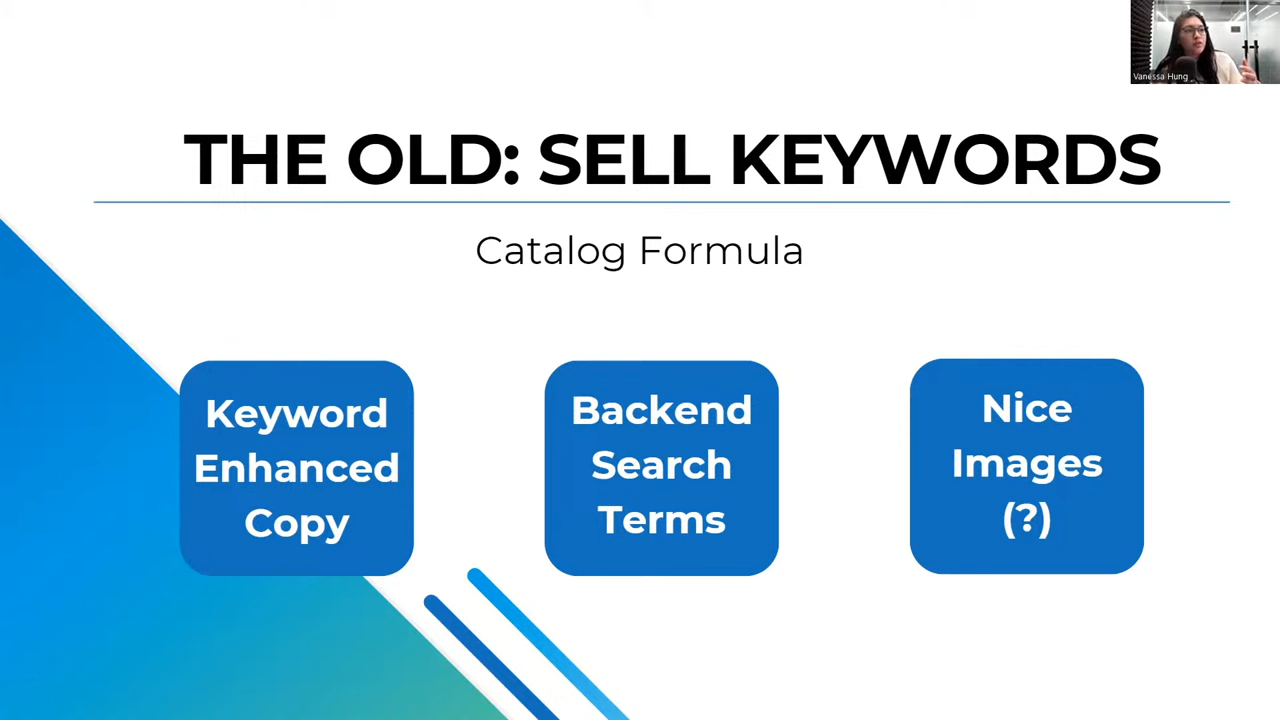 Vanessa Hung
THE OLD: SELL KEYWORDS
Catalog Formula
Keyword
Enhanced
Copy
Backend
Search
Terms
Nice
Images
(?)